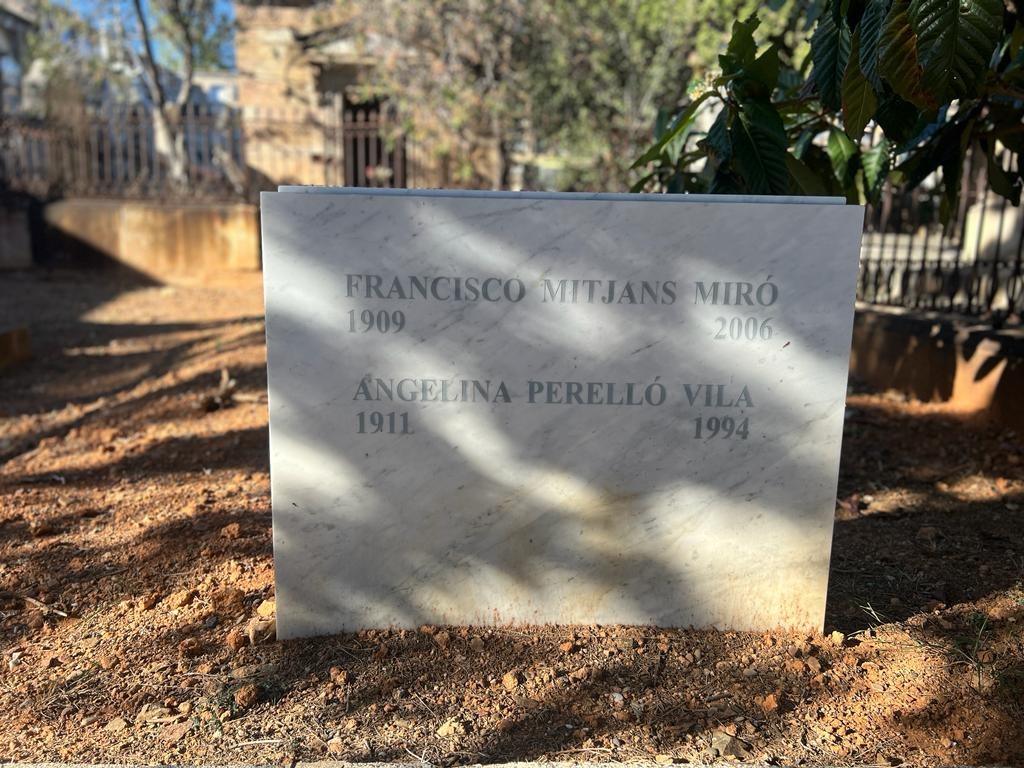 FRANCISCO MITJANS MIRÓ
1909 2006
ANGELINA PERELLÓ VILA
1911 1994